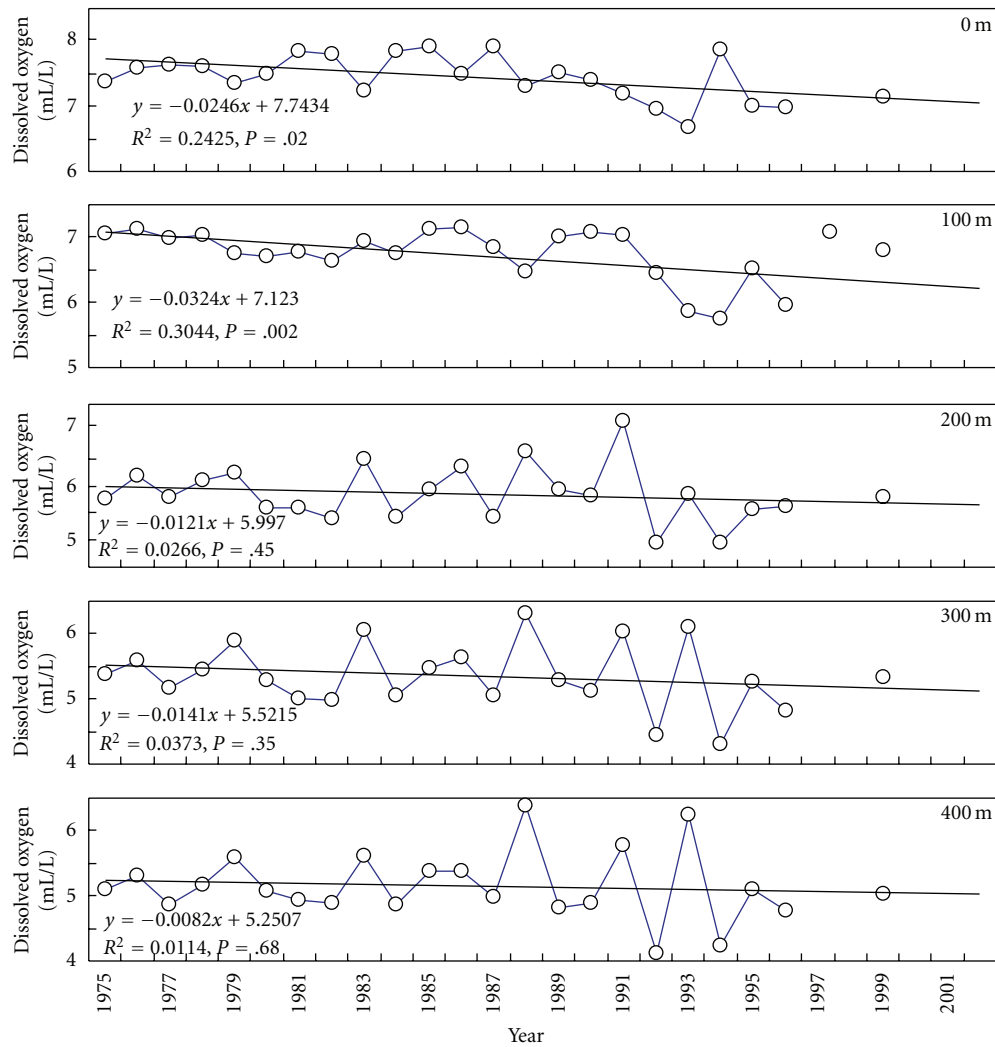 0 m
Dissolved oxygen
(mL/L)
8
7
6
y = −0.0246x + 7.7434
R² = 0.2425, P = .02
100 m
Dissolved oxygen
(mL/L)
7
6
5
y = −0.0324x + 7.123
R² = 0.3044, P = .002
200 m
Dissolved oxygen
(mL/L)
7
6
5
y = −0.0121x + 5.997
R² = 0.0266, P = .45
300 m
Dissolved oxygen
(mL/L)
6
5
4
y = −0.0141x + 5.5215
R² = 0.0373, P = .35
400 m
Dissolved oxygen
(mL/L)
6
5
4
y = −0.0082x + 5.2507
R² = 0.0114, P = .68
1975 1977 1979 1981 1983 1985 1987 1989 1991 1993 1995 1997 1999 2001
Year